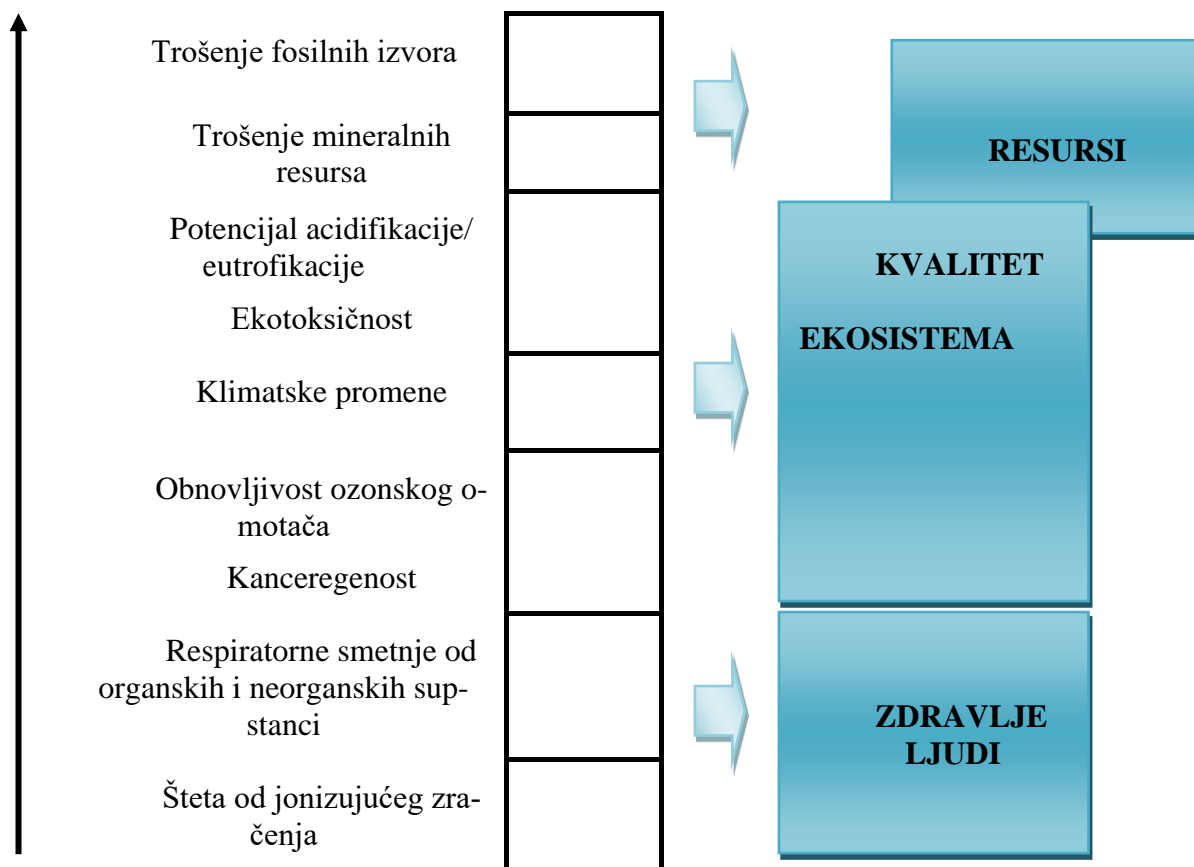 Trošenje fosilnih izvora
Trošenje mineralnih
resursa
Potencijal acidifikacije/
eutrofikacije
Ekotoksičnost
Klimatske promene
Obnovljivost ozonskog o-
motača
Kanceregenost
Respiratorne smetnje od
organskih i neorganskih sup-
stanci
Šteta od jonizujućeg zra-
čenja
RESURSI
KVALITET
EKOSISTEMA
ZDRAVLJE
LJUDI